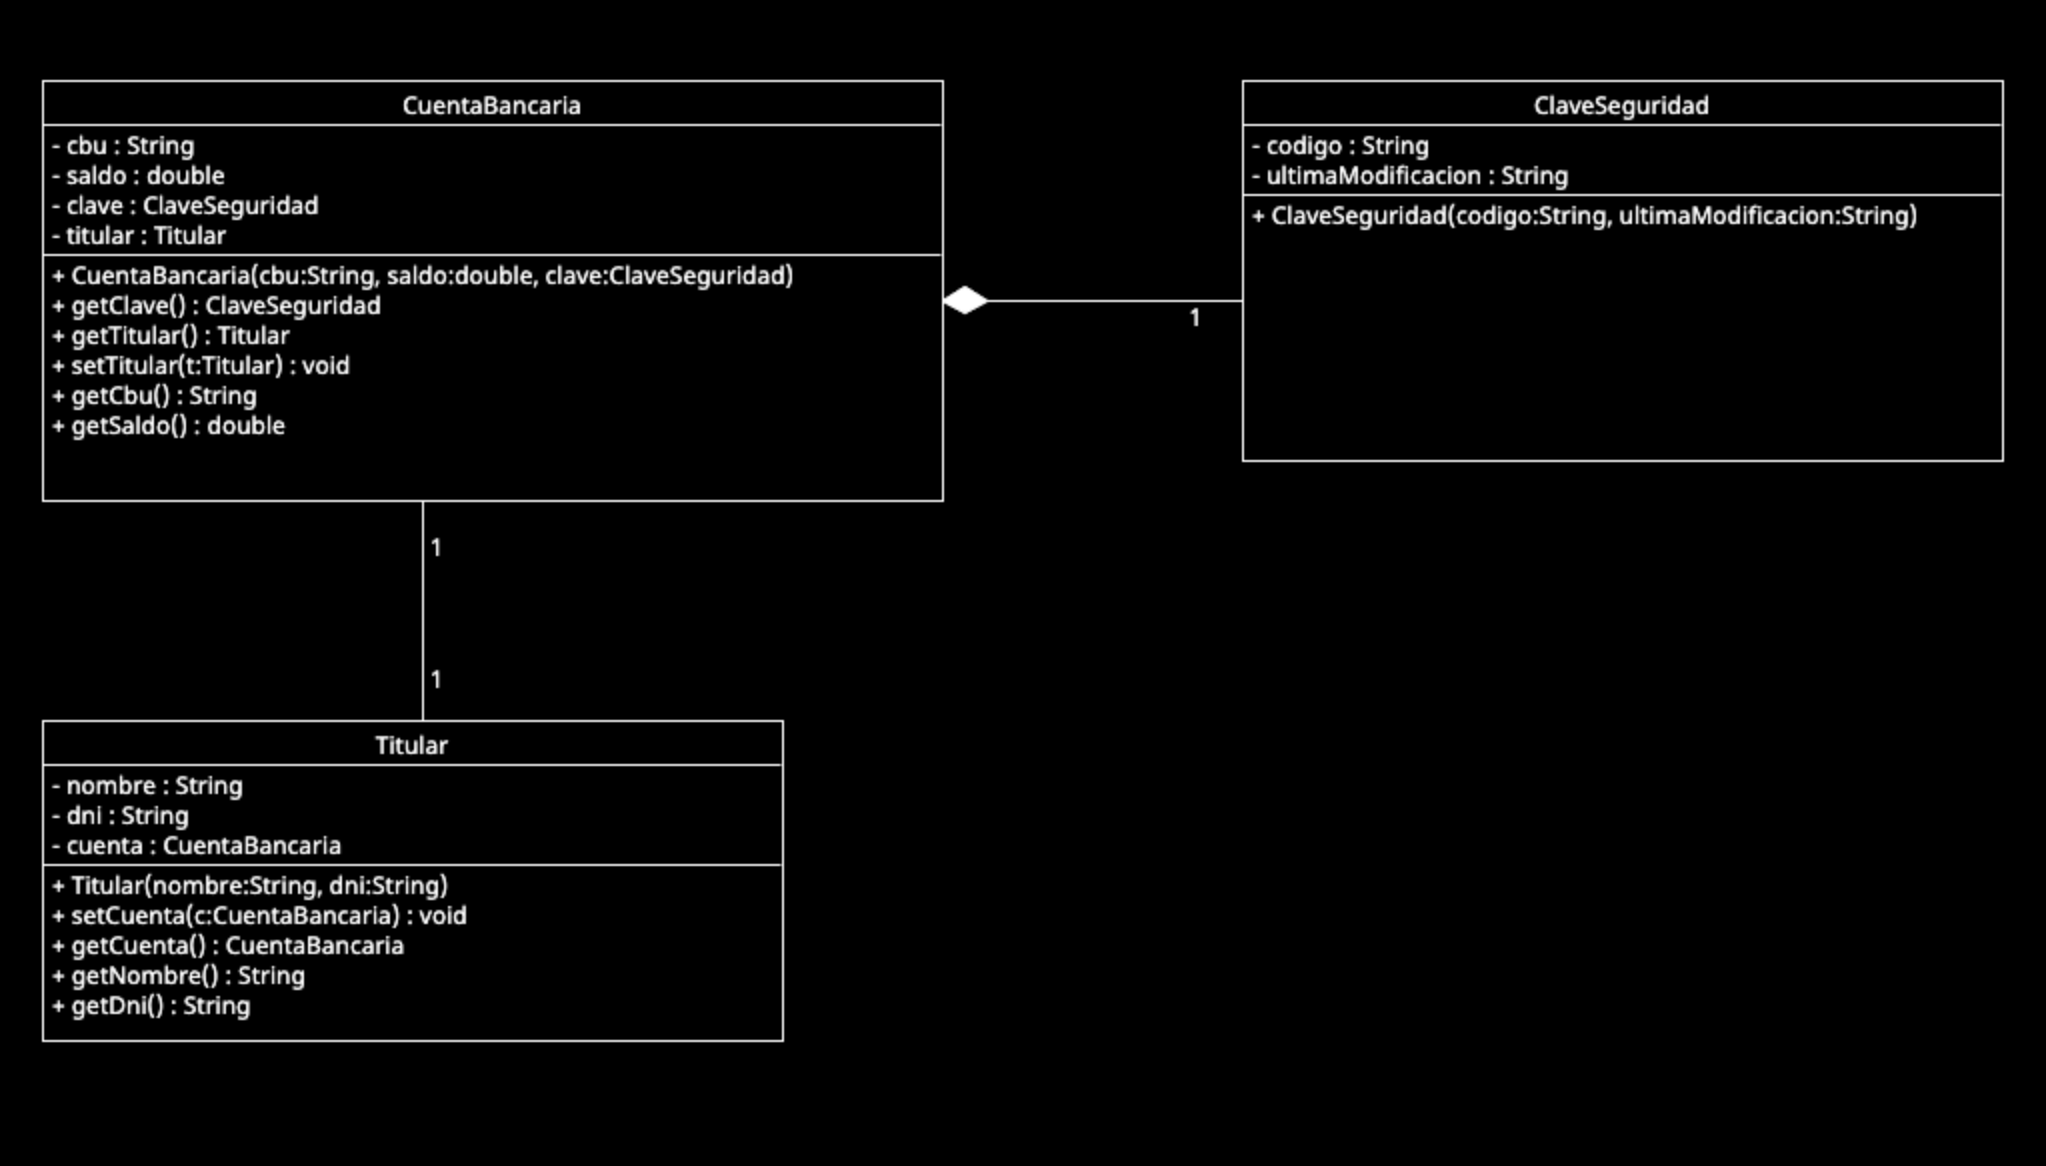 CuentaBancaria
- cbu : String
- saldo : double
- clave : ClaveSeguridad
- titular : Titular
+ CuentaBancaria(cbu:String, saldo:double, clave:ClaveSeguridad)
+ getClave() : ClaveSeguridad
+ getTitular() : Titular
+ setTitular(t:Titular) : void
+ getCbu() : String
+ getSaldo() : double
1
ClaveSeguridad
- codigo : String
- ultimaModificacion : String
+ ClaveSeguridad(codigo:String, ultimaModificacion:String)
1
1
Titular
- nombre : String
- dni : String
- cuenta : CuentaBancaria
+ Titular(nombre:String, dni:String)
+ setCuenta(c:CuentaBancaria) : void
+ getCuenta() : CuentaBancaria
+ getNombre() : String
+ getDni() : String